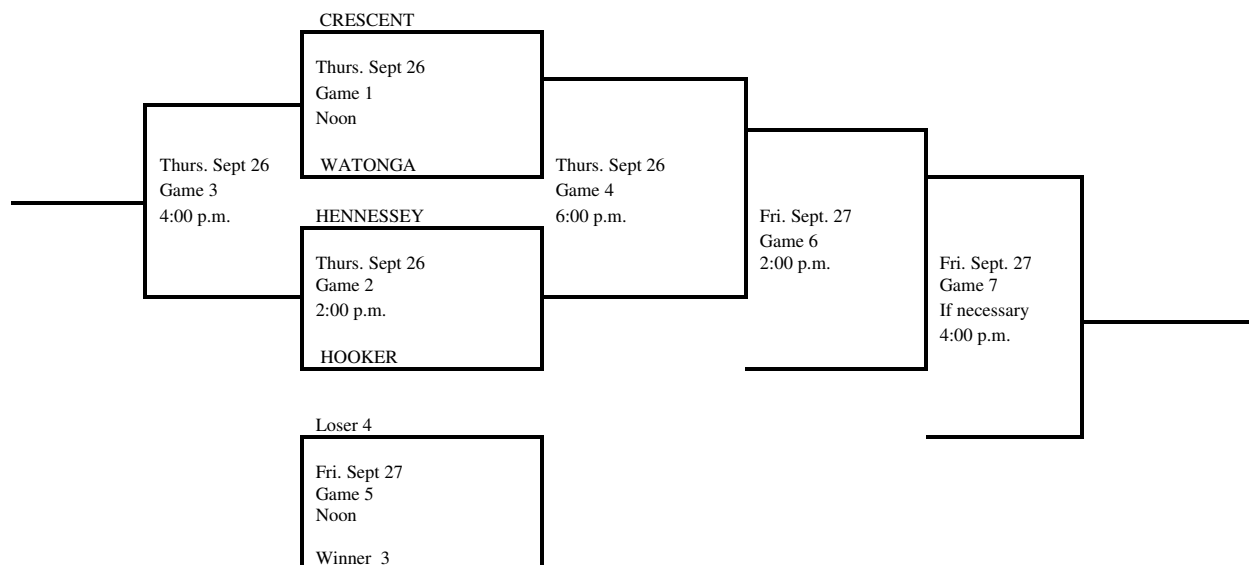 CRESCENT
Thurs. Sept 26
Game 1
Noon
WATONGA
Thurs. Sept 26
Game 3
4:00 p.m.
Thurs. Sept 26
Game 4
6:00 p.m.
HENNESSEY
Thurs. Sept 26
Game 2
2:00 p.m.
HOOKER
Fri. Sept. 27
Game 6
2:00 p.m.
Fri. Sept. 27
Game 7
If necessary
4:00 p.m.
Loser 4
Fri. Sept 27
Game 5
Noon
Winner  3